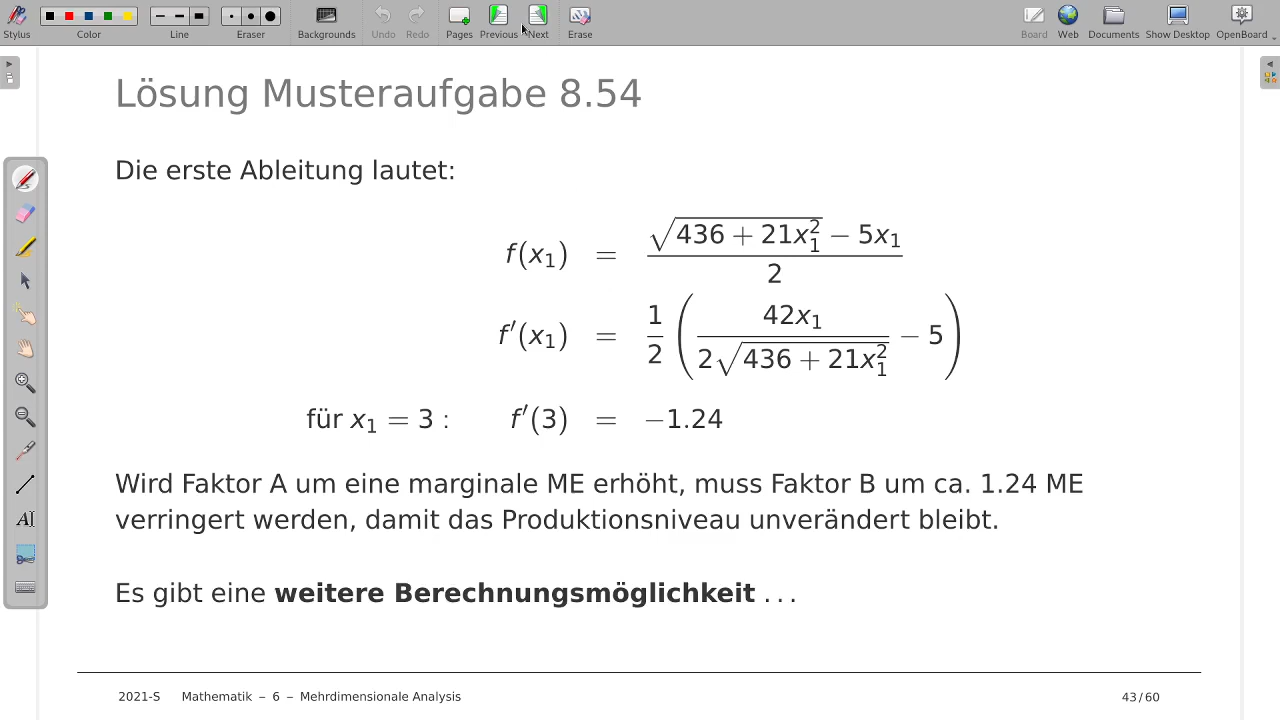 Stylus Color Line Eraser Backgrounds Undo Redo Pages Previous Next Erase Board Web Documents Show Desktop OpenBoard
Lösung Musteraufgabe 8.54
Die erste Ableitung lautet:
f(x₁) = (√(436 + 21x₁²) − 5x₁) / 2
f′(x₁) = 1/2 (42x₁ / (2√(436 + 21x₁²)) − 5)
für x₁ = 3 : f′(3) = −1.24
Wird Faktor A um eine marginale ME erhöht, muss Faktor B um ca. 1.24 ME
verringert werden, damit das Produktionsniveau unverändert bleibt.
Es gibt eine weitere Berechnungsmöglichkeit . . .
2021-S Mathematik – 6 – Mehrdimensionale Analysis 43 / 60